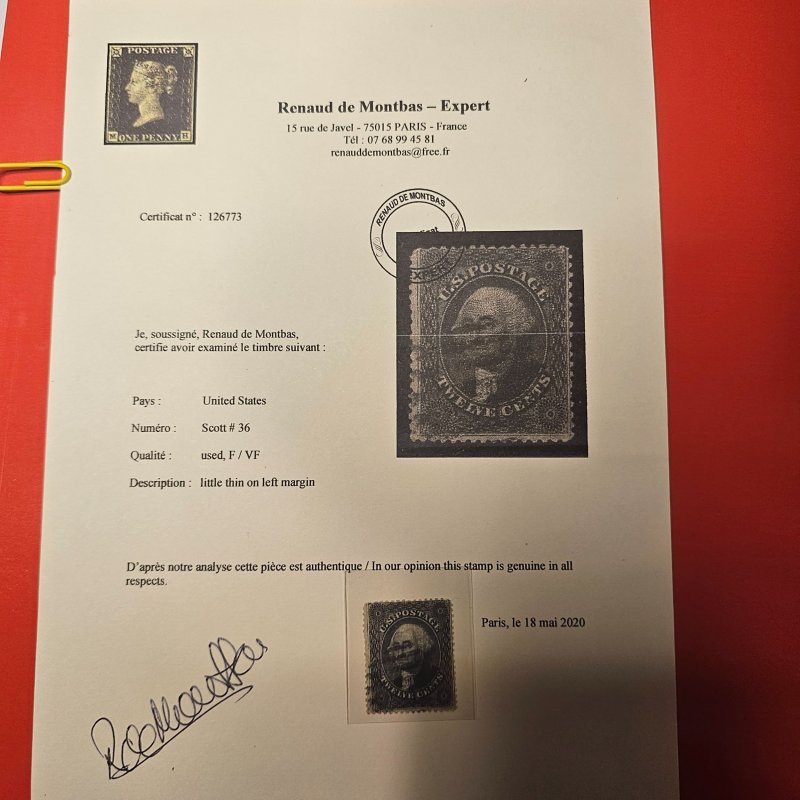 POSTAGE
M ONE PENNY H
Renaud de Montbas – Expert
15 rue de Javel - 75015 PARIS - France
Tél : 07 68 99 45 81
renauddemontbas@free.fr
Certificat n° : 126773
RENAUD DE MONTBAS
EXPERT
U.S. POSTAGE
TWELVE CENTS
Je, soussigné, Renaud de Montbas,
certifie avoir examiné le timbre suivant :
Pays : United States
Numéro : Scott # 36
Qualité : used, F / VF
Description : little thin on left margin
D'après notre analyse cette pièce est authentique / In our opinion this stamp is genuine in all
respects.
Paris, le 18 mai 2020
U.S. POSTAGE
TWELVE CENTS